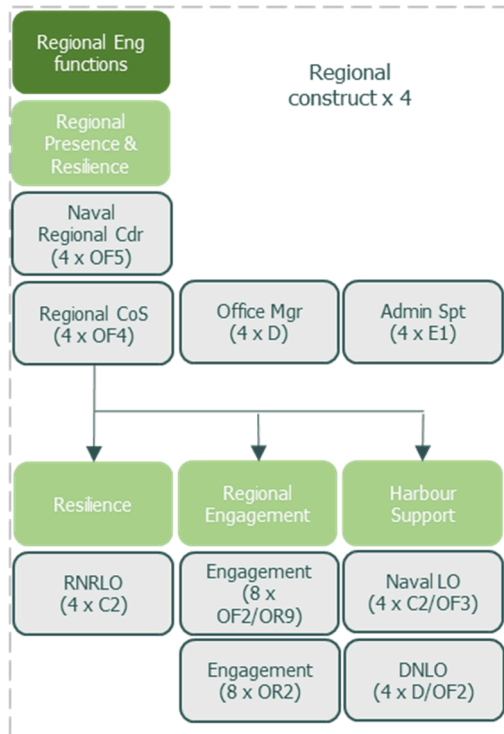 Regional Eng
functions
Regional
construct x 4
Regional
Presence &
Resilience
Naval
Regional Cdr
(4 x OF5)
Regional CoS
(4 x OF4)
Office Mgr
(4 x D)
Admin Spt
(4 x E1)
Resilience
Regional
Engagement
Harbour
Support
RNRLO
(4 x C2)
Engagement
(8 x
OF2/OR9)
Naval LO
(4 x C2/OF3)
Engagement
(8 x OR2)
DNLO
(4 x D/OF2)